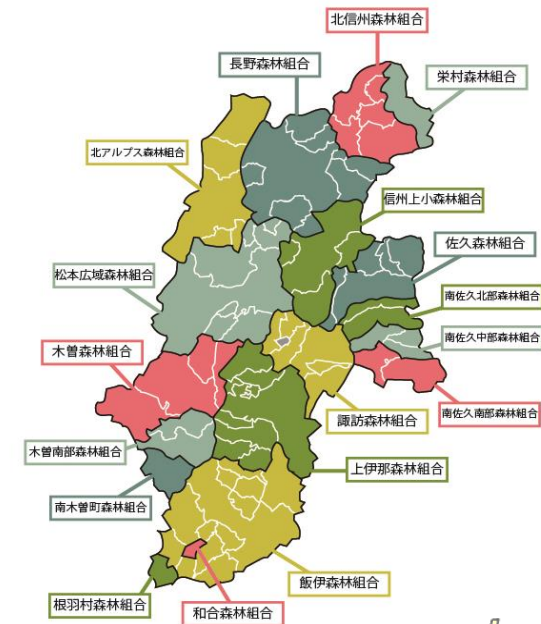 北信州森林組合
長野森林組合
栄村森林組合
北アルプス森林組合
信州上小森林組合
佐久森林組合
松本広域森林組合
南佐久北部森林組合
南佐久中部森林組合
木曽森林組合
南佐久南部森林組合
諏訪森林組合
木曽南部森林組合
上伊那森林組合
南木曽町森林組合
飯伊森林組合
根羽村森林組合
和合森林組合